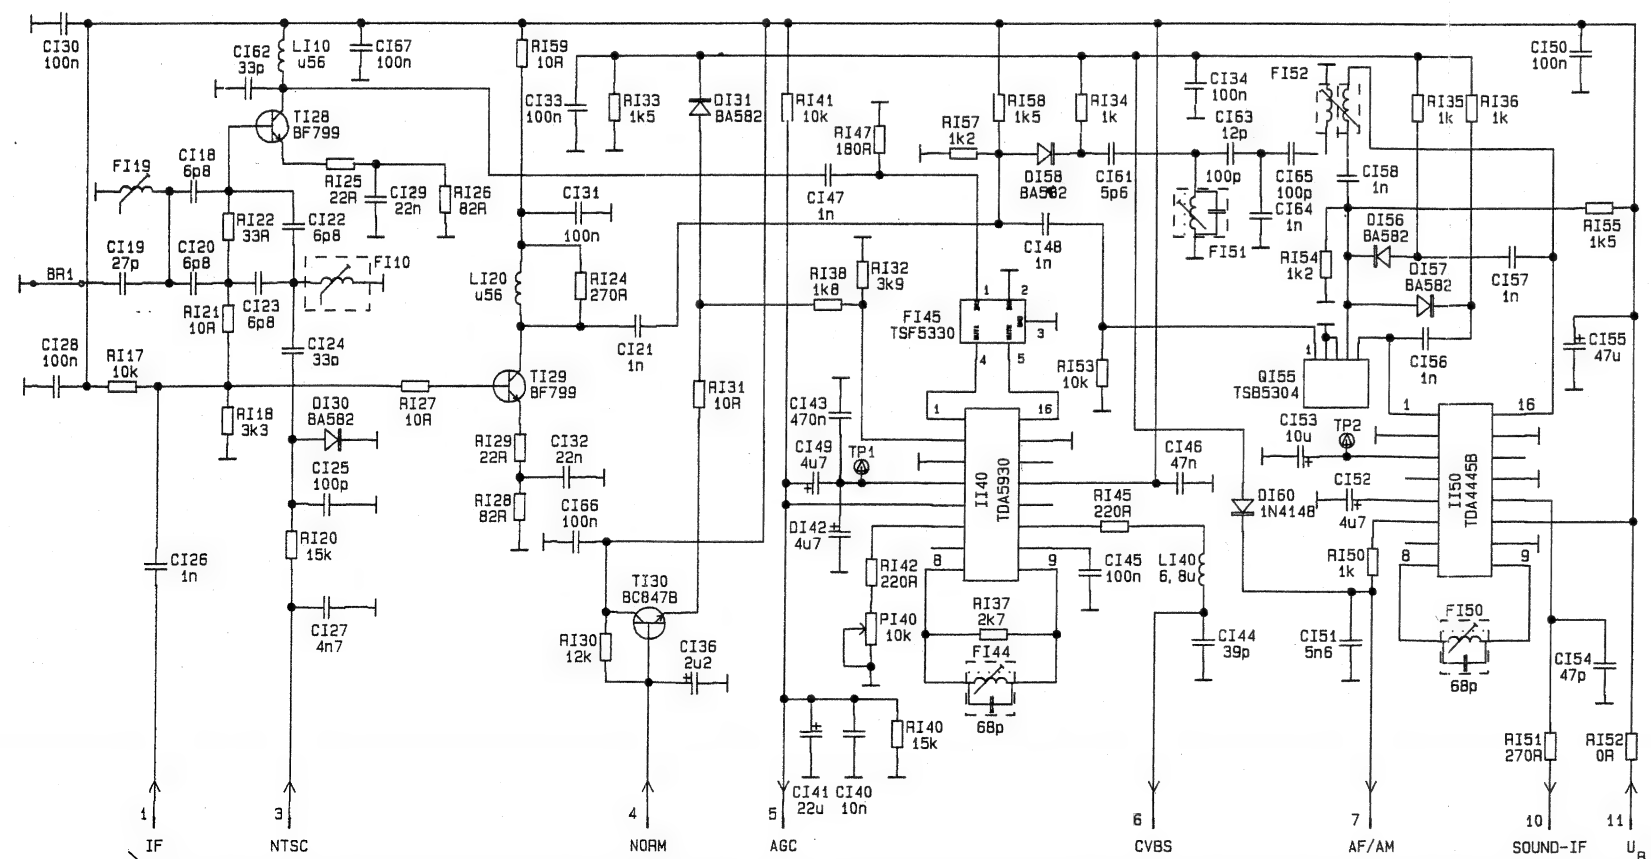 CI30
100n
CI62
33p
LI10
u56
CI67
100n
TI28
BF799
FI19
CI18
6p8
RI25
22R
CI29
22n
RI26
82R
RI22
33R
CI22
6p8
BR1
CI19
27p
CI20
6p8
CI23
6p8
FI10
RI21
10R
CI24
33p
CI28
100n
RI17
10k
RI18
3k3
DI30
BA582
CI25
100p
RI20
15k
CI26
1n
CI27
4n7
RI27
10R
RI59
10R
CI33
100n
RI33
1k5
DI31
BA582
CI31
100n
LI20
u56
RI24
270R
CI21
1n
TI29
BF799
RI29
22R
CI32
22n
RI28
82R
CI66
100n
RI31
10R
TI30
BC847B
RI30
12k
CI36
2u2
RI41
10k
RI47
180R
CI47
1n
RI38
1k8
RI32
3k9
RI57
1k2
RI58
1k5
DI58
BA582
RI34
1k
CI61
5p6
CI48
1n
CI34
100n
CI63
12p
100p
CI65
100p
CI64
1n
FI51
FI52
CI58
1n
RI35
1k
RI36
1k
CI50
100n
RI54
1k2
DI56
BA582
DI57
BA582
CI57
1n
RI55
1k5
CI56
1n
CI55
47u
FI45
TSF5330
1
2
3
4
5
RI53
10k
1
QI55
TSB5304
CI43
470n
CI49
4u7
TP1
DI42
4u7
1
16
II40
TDA5930
8
9
CI46
47n
RI45
220R
LI40
6,8u
CI45
100n
CI44
39p
RI42
220R
PI40
10k
RI37
2k7
FI44
68p
CI41
22u
CI40
10n
RI40
15k
CI53
10u
TP2
CI52
4u7
DI60
1N4148
RI50
1k
CI51
5n6
1
16
II50
TDA4445B
8
9
FI50
68p
CI54
47p
RI51
270R
RI52
0R
1
3
4
5
6
7
10
11
IF
NTSC
NORM
AGC
CVBS
AF/AM
SOUND-IF
UB